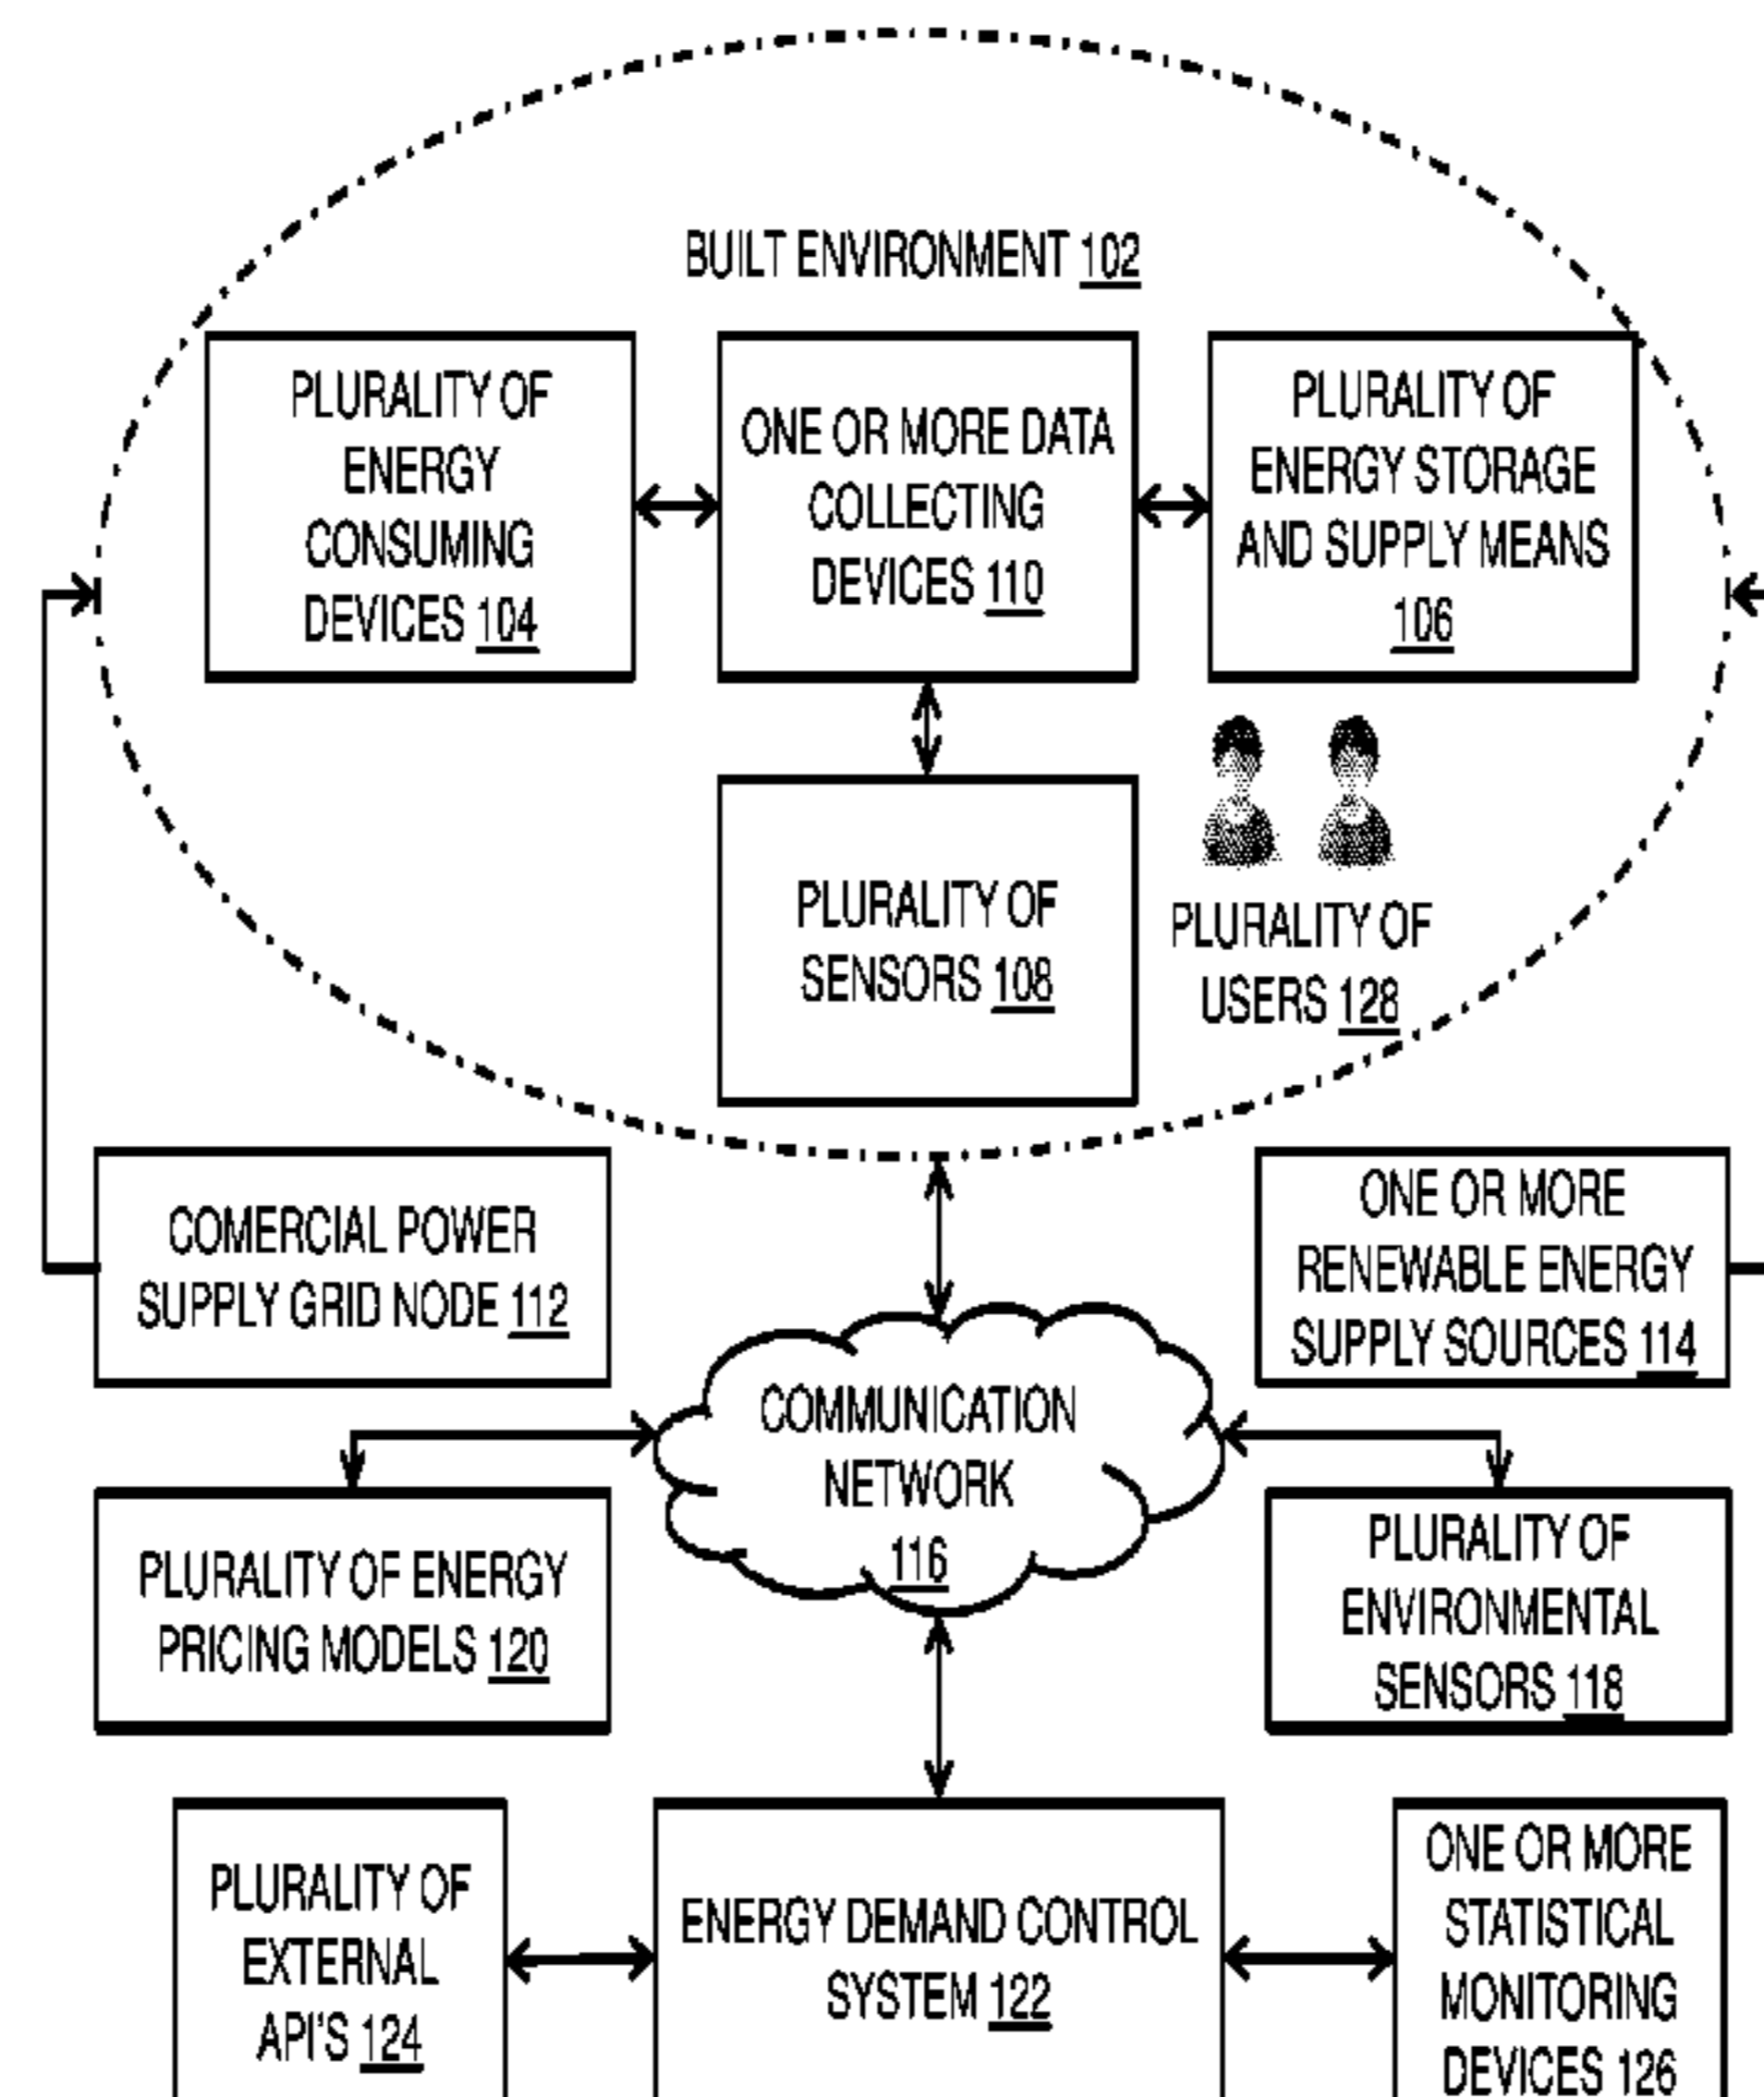 BUILT ENVIRONMENT 102
PLURALITY OF
ENERGY
CONSUMING
DEVICES 104
ONE OR MORE DATA
COLLECTING
DEVICES 110
PLURALITY OF
ENERGY STORAGE
AND SUPPLY MEANS
106
PLURALITY OF
SENSORS 108
PLURALITY OF
USERS 128
COMERCIAL POWER
SUPPLY GRID NODE 112
ONE OR MORE
RENEWABLE ENERGY
SUPPLY SOURCES 114
COMMUNICATION
NETWORK
116
PLURALITY OF ENERGY
PRICING MODELS 120
PLURALITY OF
ENVIRONMENTAL
SENSORS 118
PLURALITY OF
EXTERNAL
API'S 124
ENERGY DEMAND CONTROL
SYSTEM 122
ONE OR MORE
STATISTICAL
MONITORING
DEVICES 126